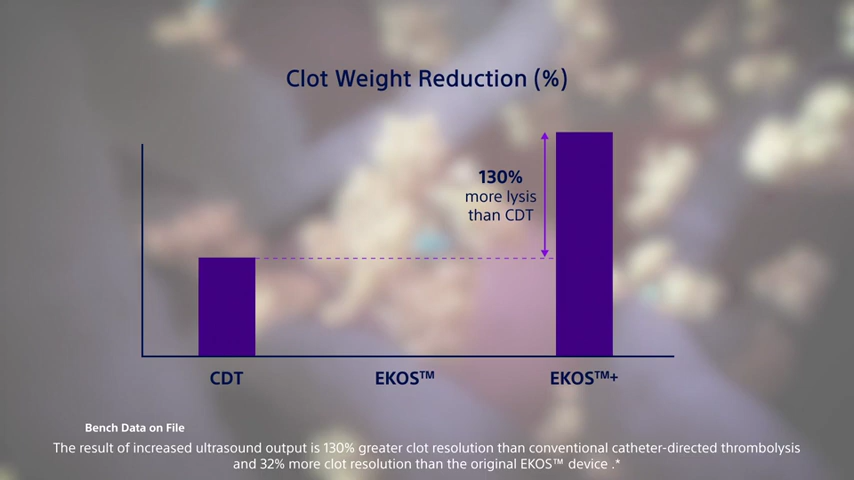 Clot Weight Reduction (%)
130%
more lysis
than CDT
CDT
EKOS™
EKOS™+
Bench Data on File
The result of increased ultrasound output is 130% greater clot resolution than conventional catheter-directed thrombolysis
and 32% more clot resolution than the original EKOS™ device .*